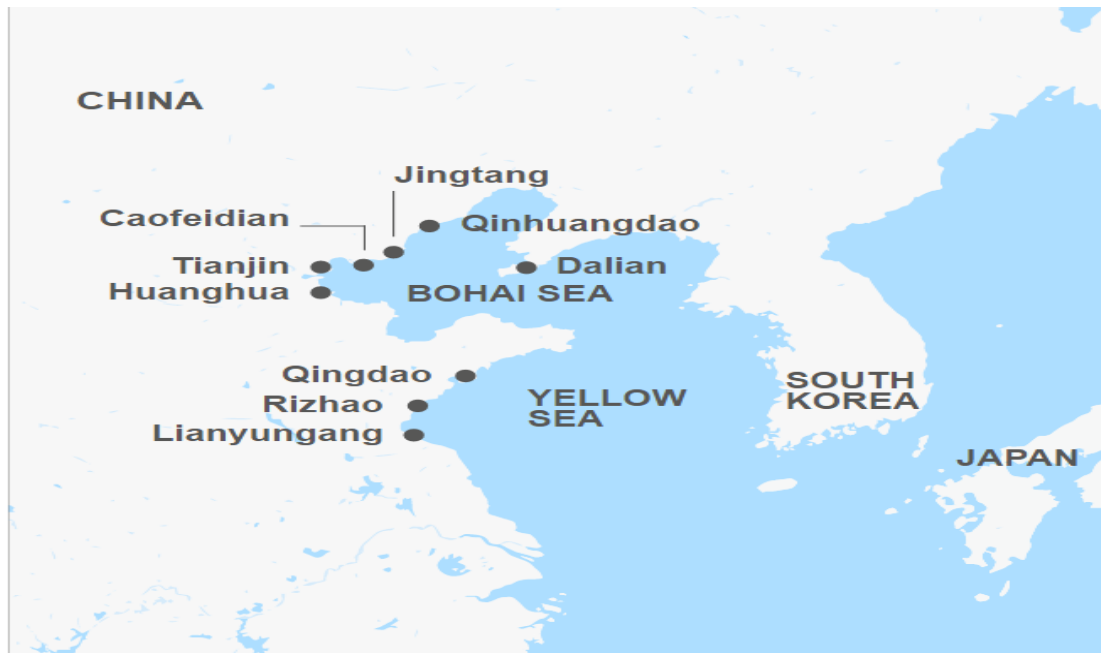 CHINA
Jingtang
Caofeidian
Qinhuangdao
Tianjin
Dalian
Huanghua
BOHAI SEA
Qingdao
SOUTH
KOREA
YELLOW
SEA
Rizhao
Lianyungang
JAPAN